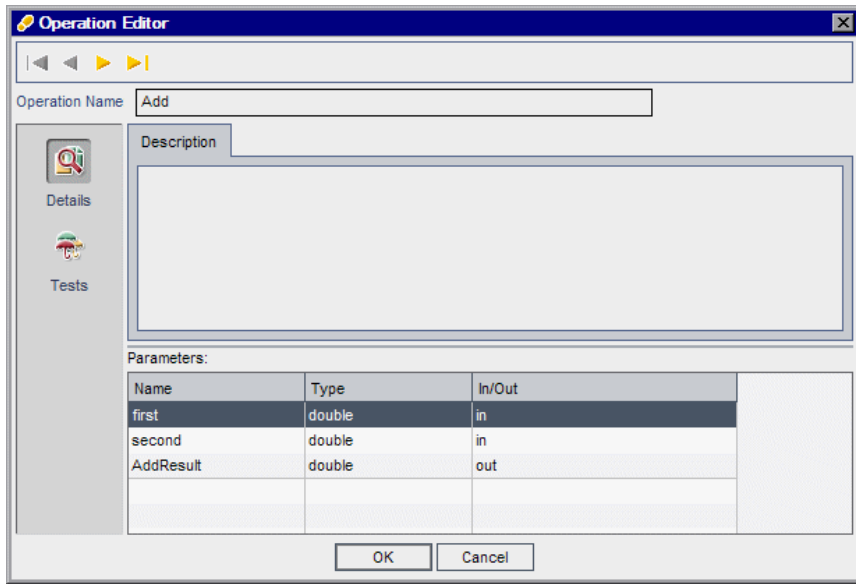 Operation Editor
Operation Name Add
Details
Tests
Description
Parameters:
Name Type In/Out
first double in
second double in
AddResult double out
OK Cancel